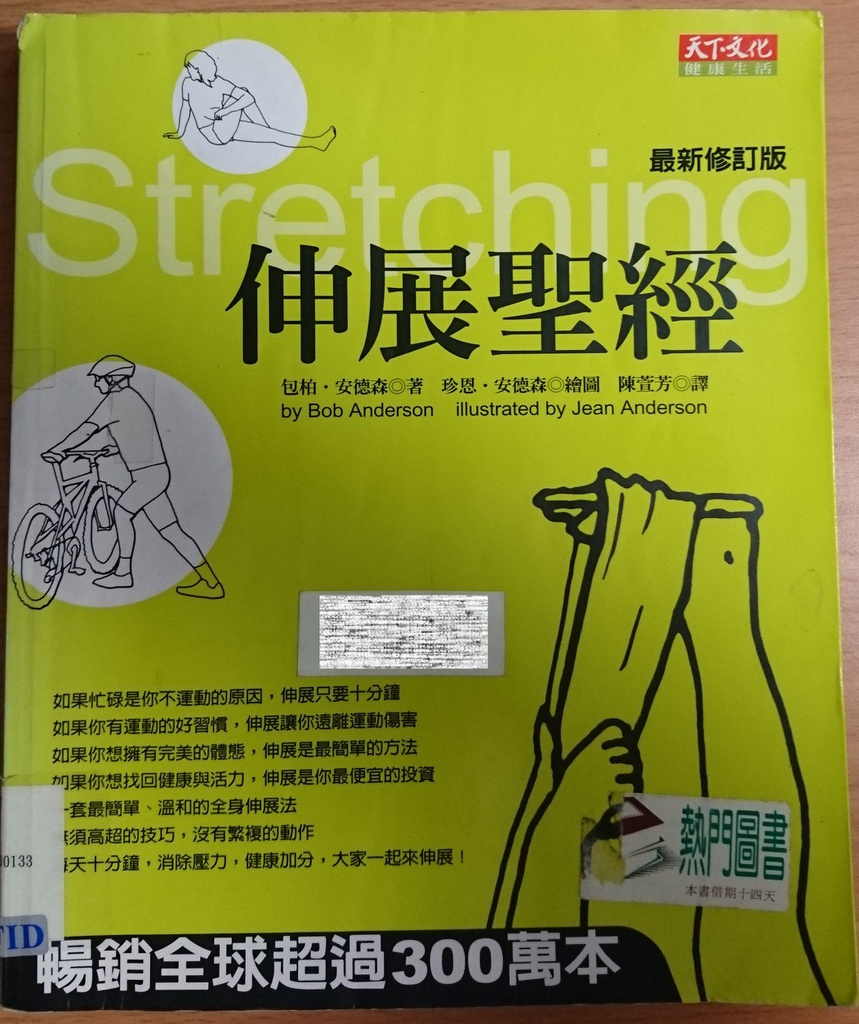 天下文化
健康生活
最新修訂版
Stretching
伸展聖經
包柏・安德森◎著 珍恩・安德森◎繪圖 陳萱芳◎譯
by Bob Anderson illustrated by Jean Anderson
如果忙碌是你不運動的原因，伸展只要十分鐘
如果你有運動的好習慣，伸展讓你遠離運動傷害
如果你想擁有完美的體態，伸展是最簡單的方法
如果你想找回健康與活力，伸展是你最便宜的投資
一套最簡單、溫和的全身伸展法
無須高超的技巧，沒有繁複的動作
每天十分鐘，消除壓力，健康加分，大家一起來伸展！
00133
熱門圖書
本書借期十四天
FID
暢銷全球超過300萬本